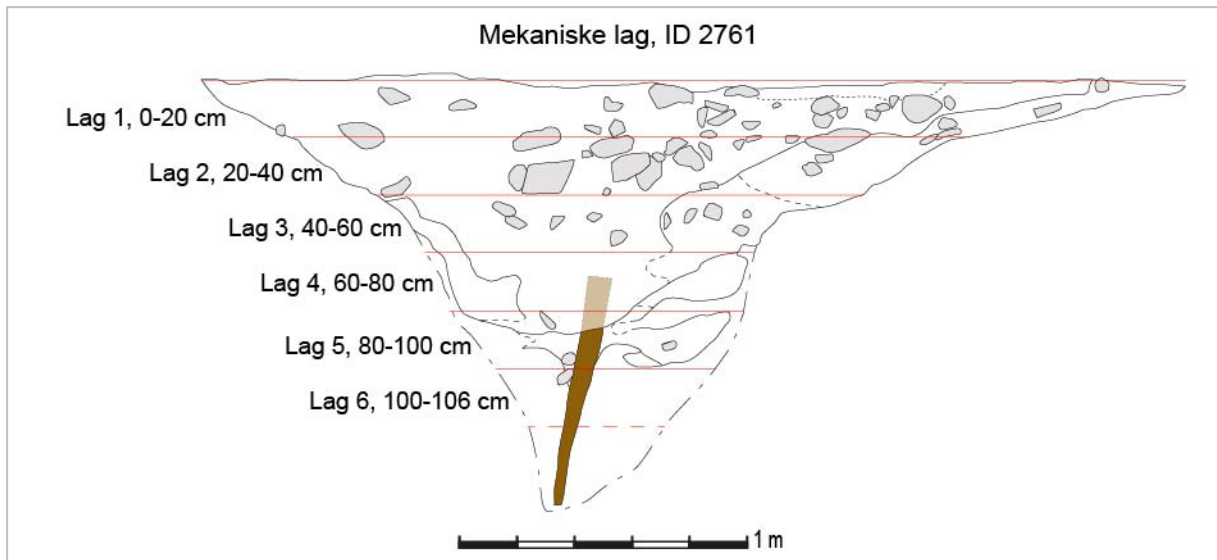 Mekaniske lag, ID 2761
Lag 1, 0-20 cm
Lag 2, 20-40 cm
Lag 3, 40-60 cm
Lag 4, 60-80 cm
Lag 5, 80-100 cm
Lag 6, 100-106 cm
1 m